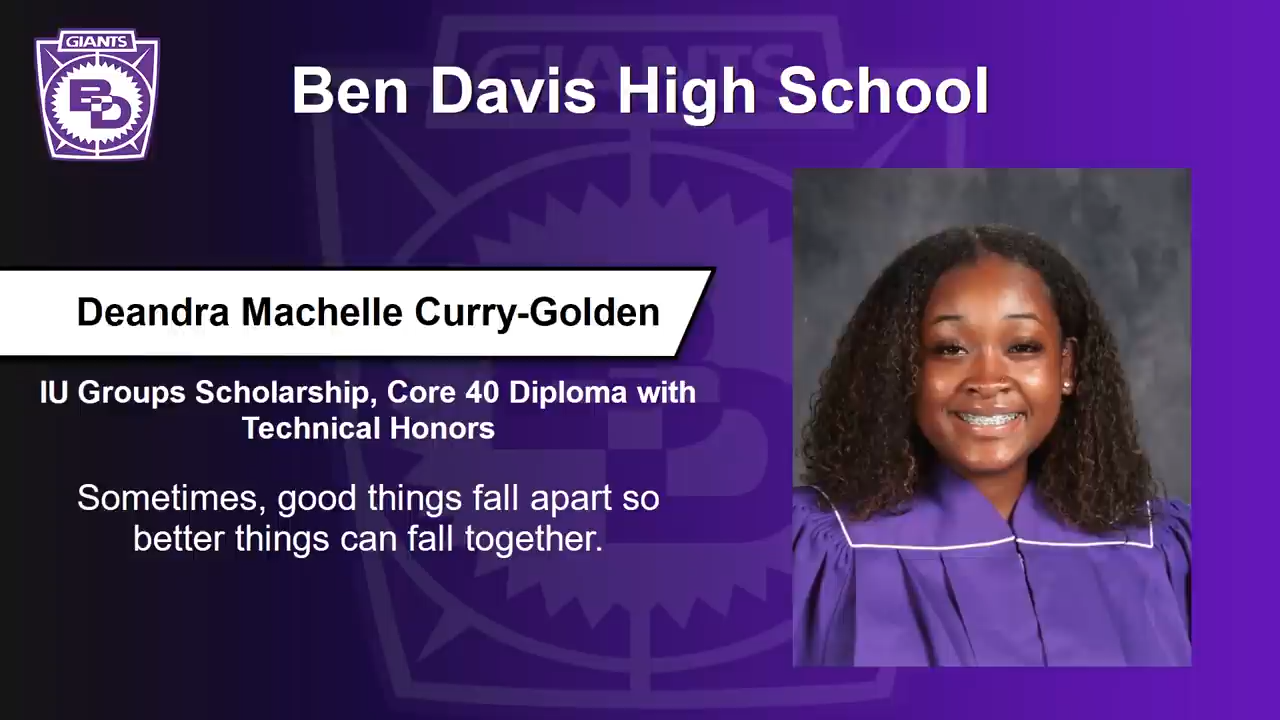 GIANTS
BD
Ben Davis High School
GIANTS
Deandra Machelle Curry-Golden
IU Groups Scholarship, Core 40 Diploma with
Technical Honors
Sometimes, good things fall apart so
better things can fall together.